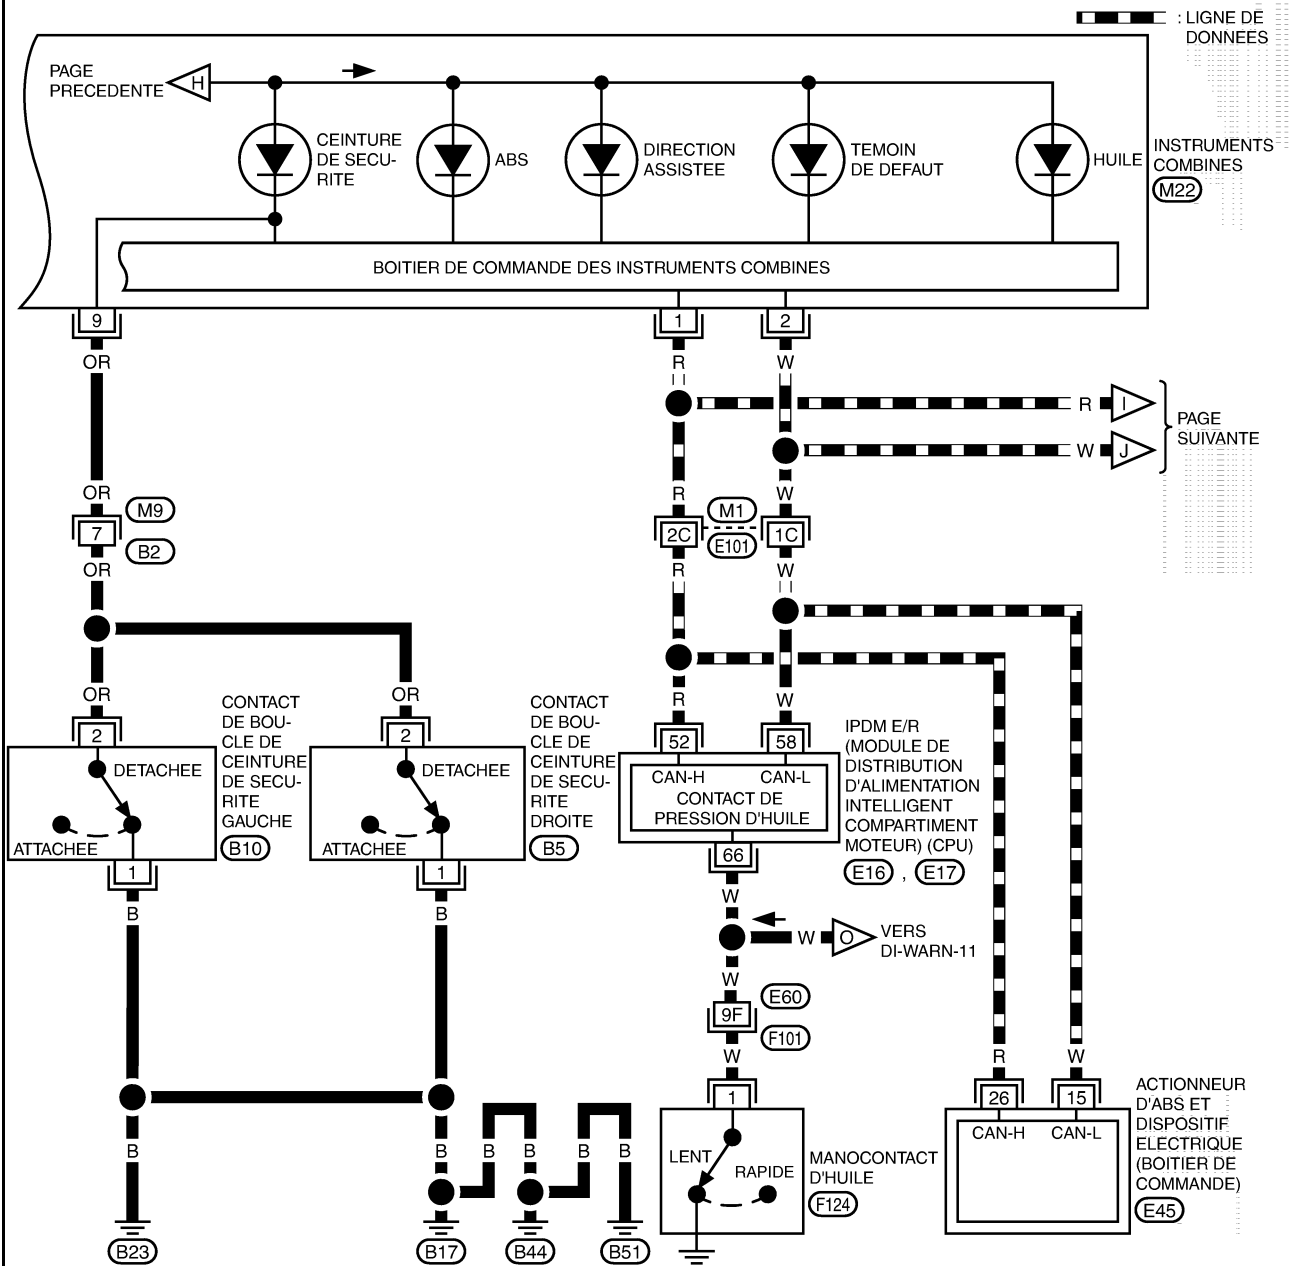 : LIGNE DE
DONNEES
PAGE
PRECEDENTE
H
CEINTURE
DE SECU-
RITE
ABS
DIRECTION
ASSISTEE
TEMOIN
DE DEFAUT
HUILE
INSTRUMENTS
COMBINES
M22
BOITIER DE COMMANDE DES INSTRUMENTS COMBINES
9
1
2
OR
R
W
R
I
W
J
PAGE
SUIVANTE
OR
R
W
M9
7
B2
M1
2C
E101
1C
OR
R
W
OR
OR
R
W
2
CONTACT
DE BOU-
CLE DE
CEINTURE
DE SECU-
RITE
GAUCHE
B10
DETACHEE
ATTACHEE
1
2
CONTACT
DE BOU-
CLE DE
CEINTURE
DE SECU-
RITE
DROITE
B5
DETACHEE
ATTACHEE
1
52
58
CAN-H
CAN-L
CONTACT DE
PRESSION D'HUILE
66
IPDM E/R
(MODULE DE
DISTRIBUTION
D'ALIMENTATION
INTELLIGENT
COMPARTIMENT
MOTEUR) (CPU)
E16 , E17
B
B
W
W
O
VERS
DI-WARN-11
W
9F
E60
F101
W
R
W
1
26
15
CAN-H
CAN-L
ACTIONNEUR
D'ABS ET
DISPOSITIF
ELECTRIQUE
(BOITIER DE
COMMANDE)
E45
LENT
RAPIDE
MANOCONTACT
D'HUILE
F124
B
B
B
B
B
B
B23
B17
B44
B51